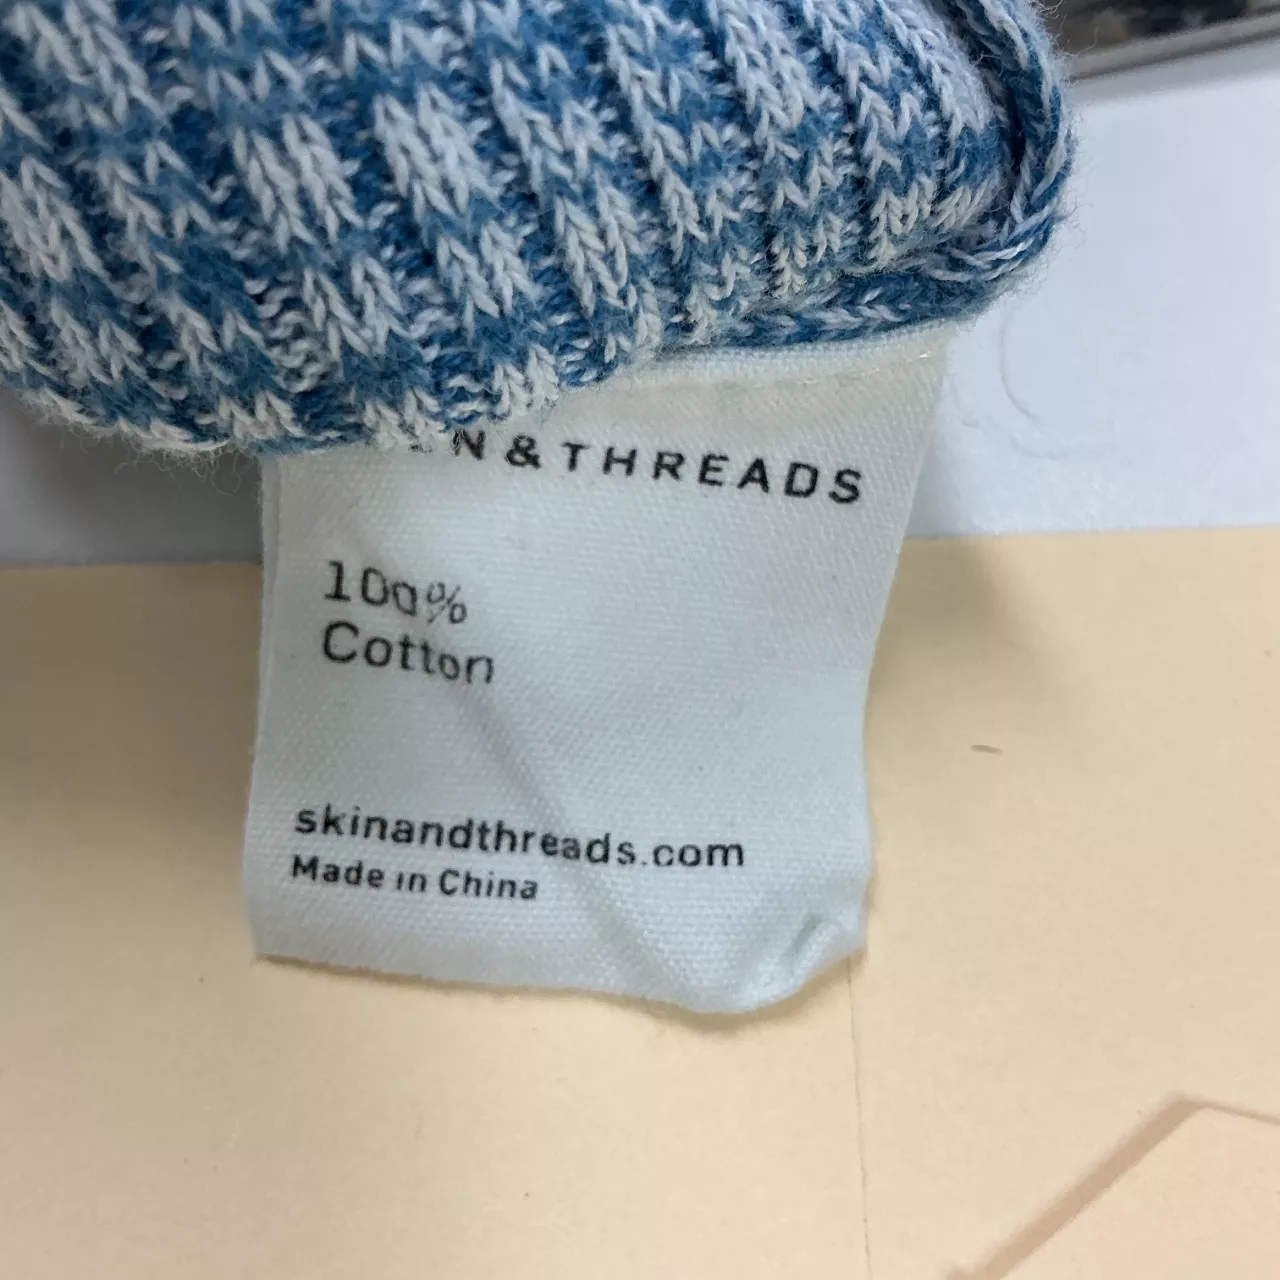 N & THREADS
100%
Cotton
skinandthreads.com
Made in China